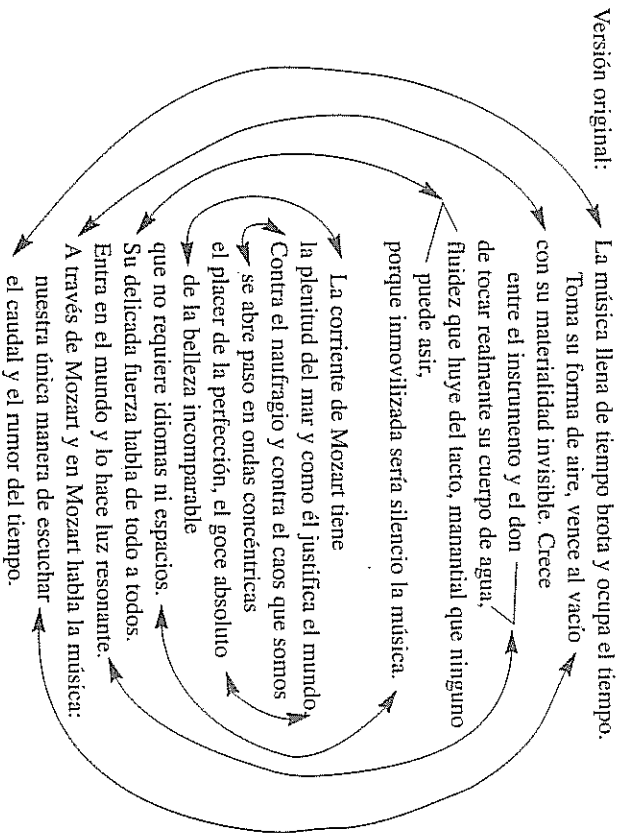 Versión original:
La música llena de tiempo brota y ocupa el tiempo.
Toma su forma de aire, vence al vacío
con su materialidad invisible. Crece
entre el instrumento y el don
de tocar realmente su cuerpo de agua,
fluidez que huye del tacto, manantial que ninguno
puede asir,
porque inmovilizada sería silencio la música.
La corriente de Mozart tiene
la plenitud del mar y como él justifica el mundo.
Contra el naufragio y contra el caos que somos
se abre paso en ondas concéntricas
el placer de la perfección, el goce absoluto
de la belleza incomparable
que no requiere idiomas ni espacios.
Su delicada fuerza habla de todo a todos.
Entra en el mundo y lo hace luz resonante.
A través de Mozart y en Mozart habla la música:
nuestra única manera de escuchar
el caudal y el rumor del tiempo.